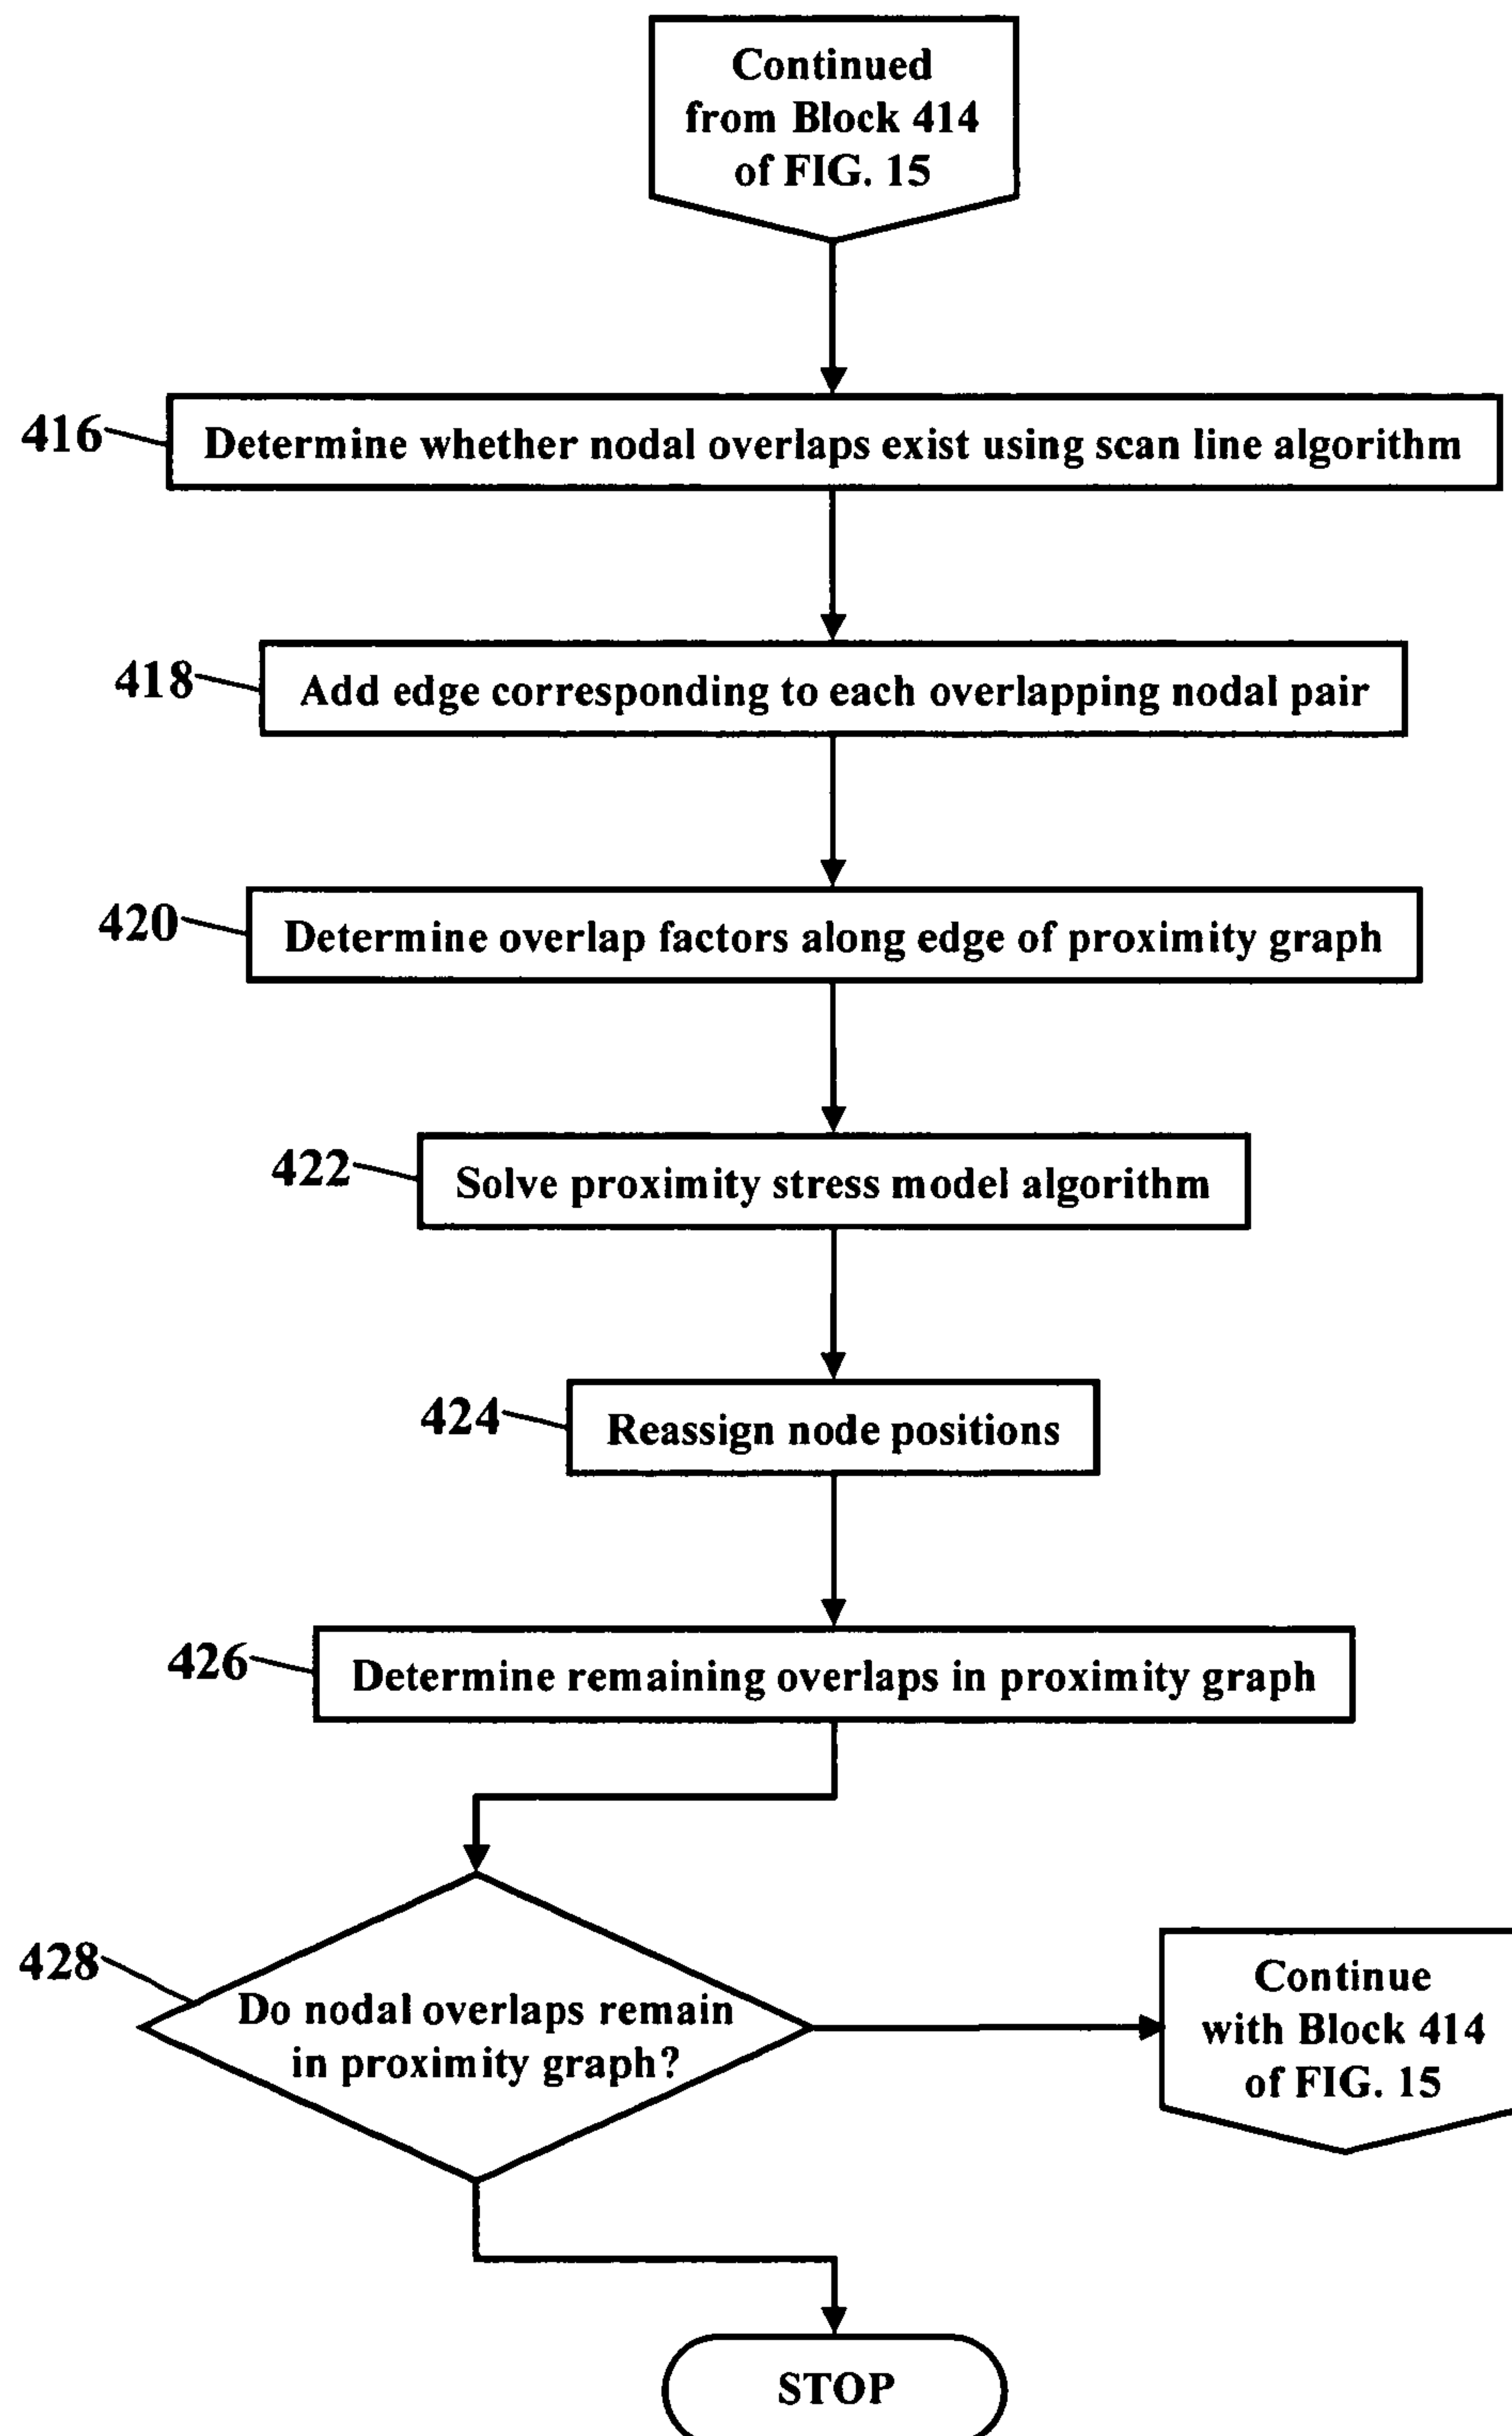 Continued
from Block 414
of FIG. 15
416
Determine whether nodal overlaps exist using scan line algorithm
418
Add edge corresponding to each overlapping nodal pair
420
Determine overlap factors along edge of proximity graph
422
Solve proximity stress model algorithm
424
Reassign node positions
426
Determine remaining overlaps in proximity graph
428
Do nodal overlaps remain
in proximity graph?
Continue
with Block 414
of FIG. 15
STOP